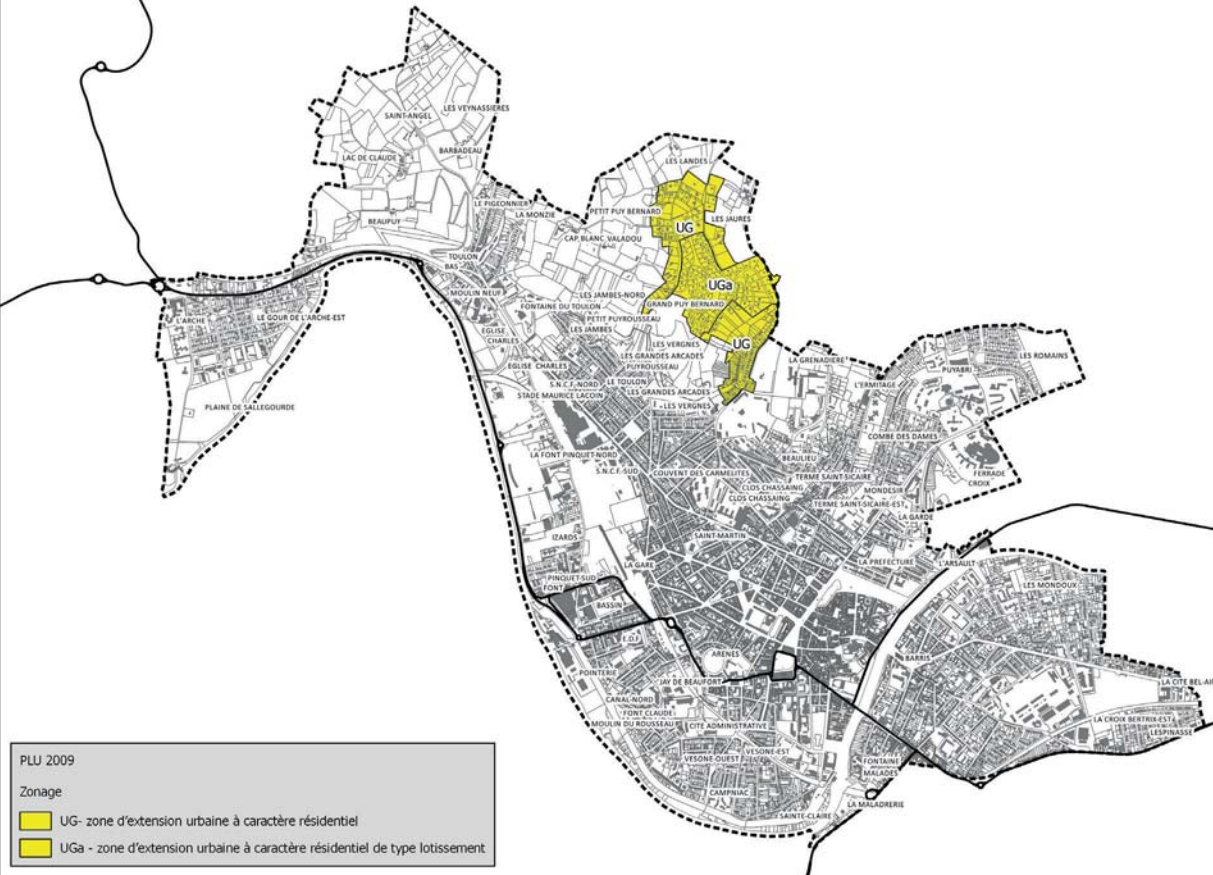 LES VEYNASSIERES
SAINT-ANGEL
BARBADEAU
LAC DE CLAUDE
LES LANDES
LE PIGEONNIER
BEAUPUY
LA MONZIE
PETIT PUY BERNARD
LES JAURES
UG
CAP BLANC VALADOU
TOULON
BAS
UGa
MOULIN NEUF
LES JAMBES-NORD
GRAND PUY BERNARD
FONTAINE DU TOULON
L'ARCHE
LE GOUR DE L'ARCHE-EST
PETIT PUYROUSSEAU
LES JAMBES
EGLISE
CHARLES
LES VERGNES
UG
LES GRANDES ARCADES
LA GRENADIERE
LES ROMAINS
EGLISE CHARLES
PUYROUSSEAU
PUYABRI
S.N.C.F-NORD
LE TOULON
L'ERMITAGE
STADE MAURICE LACOIN
LES GRANDES ARCADES
LES VERGNES
PLAINE DE SALLEGOURDE
COMBE DES DAMES
LA FONT PINQUET-NORD
BEAULIEU
S.N.C.F.-SUD
COUVENT DES CARMELITES
TERME SAINT-SICAIRE
FERRADE
CROIX
CLOS CHASSAING
MONDESIR
CLOS CHASSAING
TERME SAINT-SICAIRE-EST
LA GARDE
IZARDS
SAINT-MARTIN
LA GARE
LA PREFECTURE
L'ARSAULT
PINQUET-SUD
FONT
LES MONDOUX
BASSIN
E.D.F
ARENES
BARRIS
POINTERIE
JAY DE BEAUFORT
LA CITE BEL-AIR
CANAL-NORD
FONT CLAUDE
MOULIN DU ROUSSEAU
CITE ADMINISTRATIVE
LA CROIX BERTRIX-EST
LESPINASSE
VESONE-EST
VESONE-OUEST
FONTAINE
MALADES
CAMPNIAC
LA MALADRERIE
SAINTE-CLAIRE
PLU 2009
Zonage
UG- zone d'extension urbaine à caractère résidentiel
UGa - zone d'extension urbaine à caractère résidentiel de type lotissement